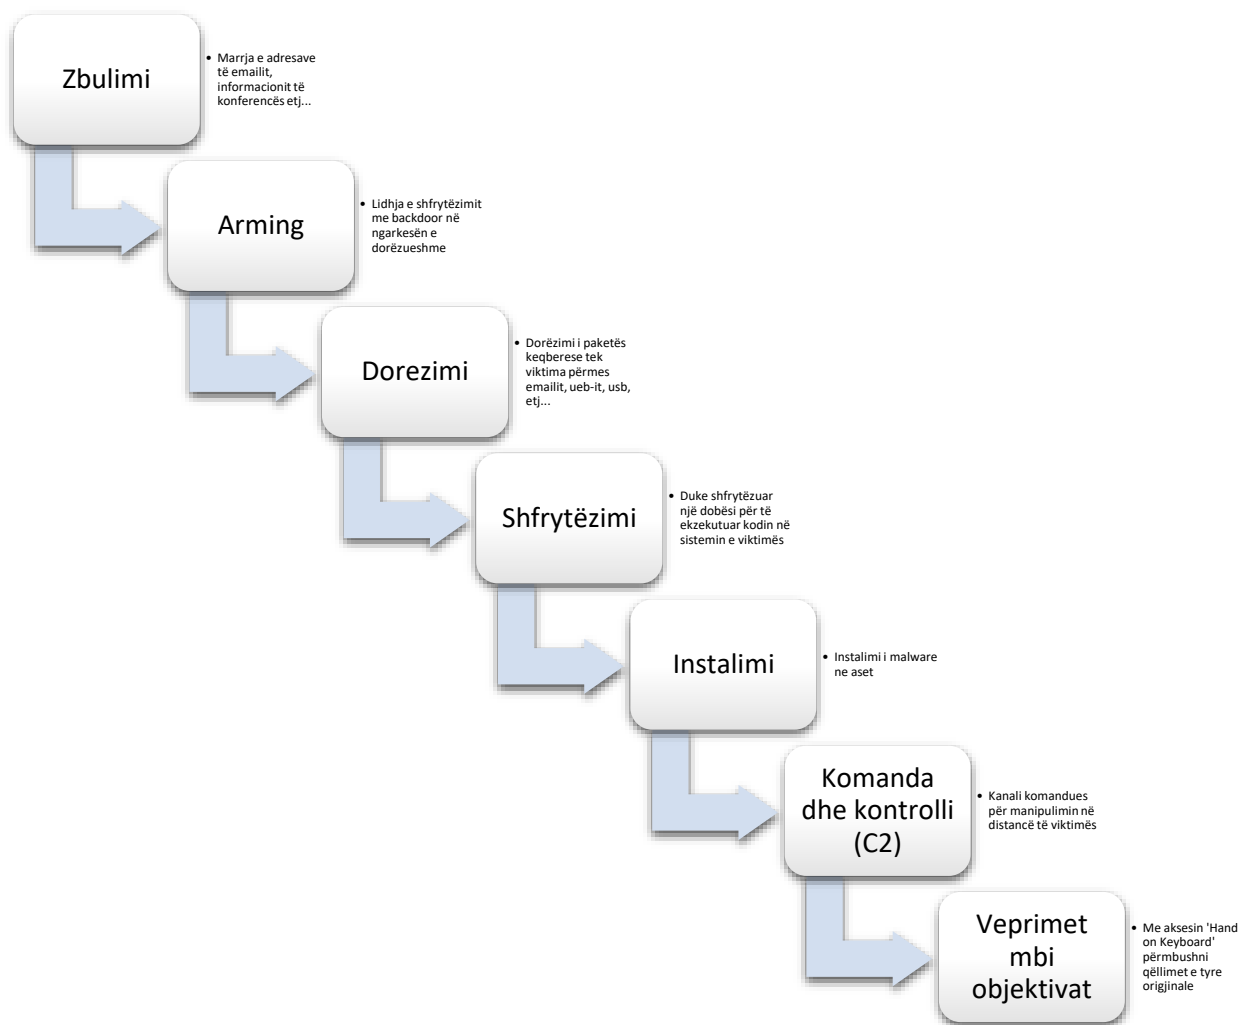 Zbulimi
• Marrja e adresave
të emailit,
informacionit të
konferencës etj...
Arming
• Lidhja e shfrytëzimit
me backdoor në
ngarkesën e
dorëzueshme
Dorezimi
• Dorëzimi i paketës
keqberese tek
viktima përmes
emailit, ueb-it, usb,
etj...
Shfrytëzimi
• Duke shfrytëzuar
një dobësi për të
ekzekutuar kodin në
sistemin e viktimës
Instalimi
• Instalimi i malware
ne aset
Komanda
dhe kontrolli
(C2)
• Kanali komandues
për manipulimin në
distancë të viktimës
Veprimet
mbi
objektivat
• Me aksesin 'Hand
on Keyboard'
përmbushni
qëllimet e tyre
origjinale